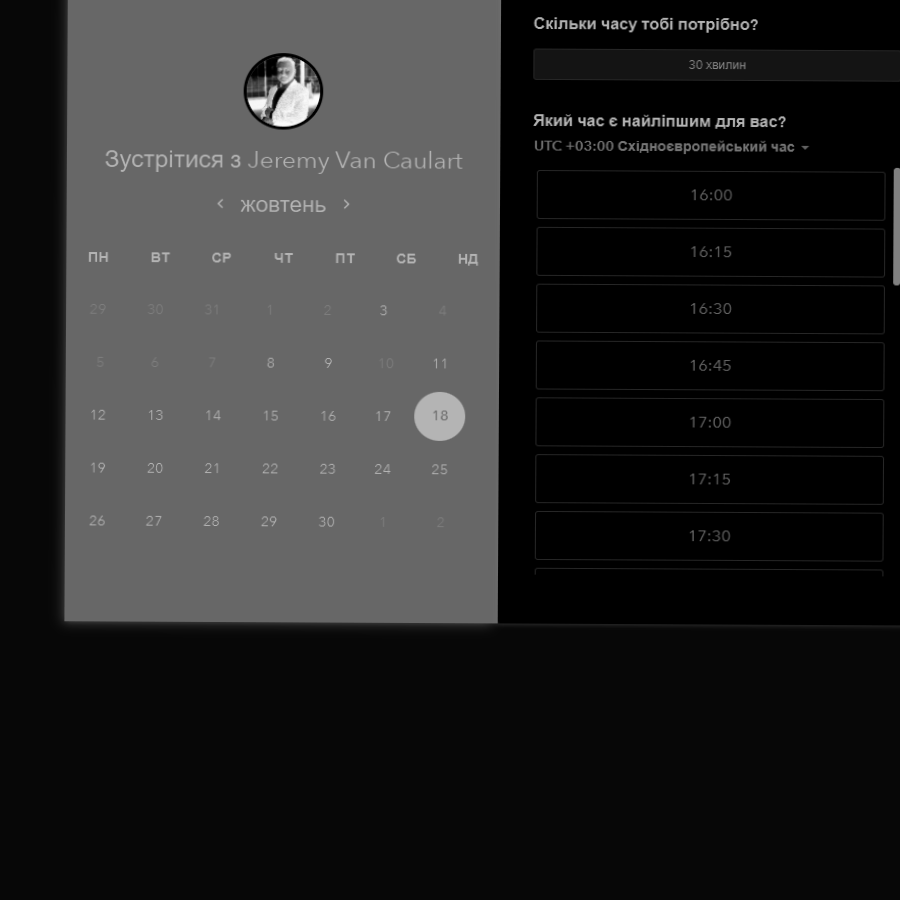 Зустрітися з Jeremy Van Caulart
жовтень
ПН ВТ СР ЧТ ПТ СБ НД
29 30 31 1 2 3 4
5 6 7 8 9 10 11
12 13 14 15 16 17 18
19 20 21 22 23 24 25
26 27 28 29 30 1 2
Скільки часу тобі потрібно?
30 хвилин
Який час є найліпшим для вас?
UTC +03:00 Східноєвропейський час
16:00
16:15
16:30
16:45
17:00
17:15
17:30